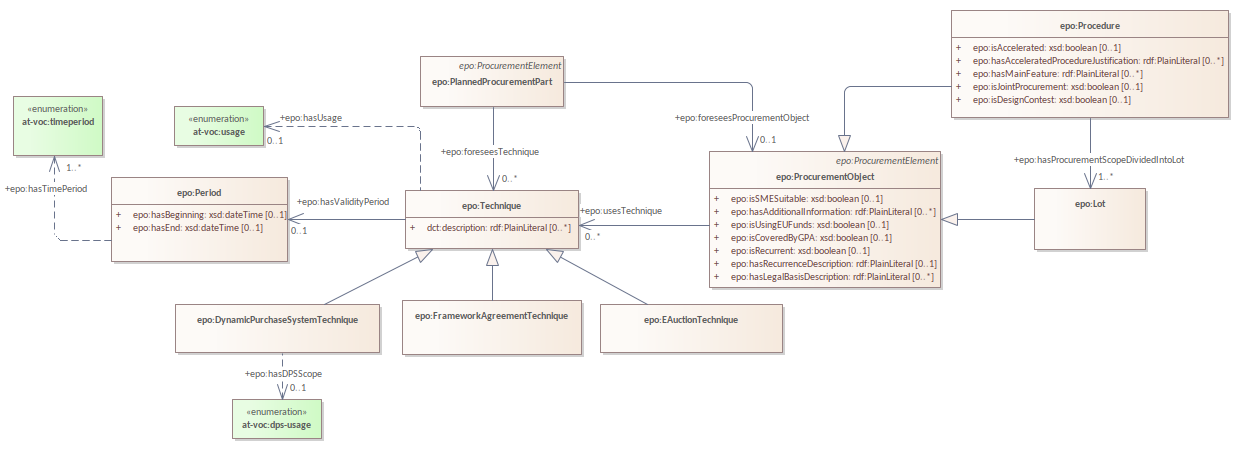 epo:Procedure
+ epo:isAccelerated: xsd:boolean [0..1]
+ epo:hasAcceleratedProcedureJustification: rdf:PlainLiteral [0..*]
+ epo:hasMainFeature: rdf:PlainLiteral [0..*]
+ epo:isJointProcurement: xsd:boolean [0..1]
+ epo:isDesignContest: xsd:boolean [0..1]
epo:ProcurementElement
epo:PlannedProcurementPart
«enumeration»
at-voc:timeperiod
«enumeration»
at-voc:usage
+epo:hasUsage
0..1
+epo:foreseesProcurementObject
0..1
+epo:foreseesTechnique
0..*
+epo:hasProcurementScopeDividedIntoLot
1..*
1..*
+epo:hasTimePeriod
epo:Period
+ epo:hasBeginning: xsd:dateTime [0..1]
+ epo:hasEnd: xsd:dateTime [0..1]
+epo:hasValidityPeriod
0..1
epo:Technique
+ dct:description: rdf:PlainLiteral [0..*]
+epo:usesTechnique
0..*
epo:ProcurementElement
epo:ProcurementObject
+ epo:isSMESuitable: xsd:boolean [0..1]
+ epo:hasAdditionalInformation: rdf:PlainLiteral [0..*]
+ epo:isUsingEUFunds: xsd:boolean [0..1]
+ epo:isCoveredByGPA: xsd:boolean [0..1]
+ epo:isRecurrent: xsd:boolean [0..1]
+ epo:hasRecurrenceDescription: rdf:PlainLiteral [0..1]
+ epo:hasLegalBasisDescription: rdf:PlainLiteral [0..*]
epo:Lot
epo:DynamicPurchaseSystemTechnique
epo:FrameworkAgreementTechnique
epo:EAuctionTechnique
+epo:hasDPSScope
0..1
«enumeration»
at-voc:dps-usage